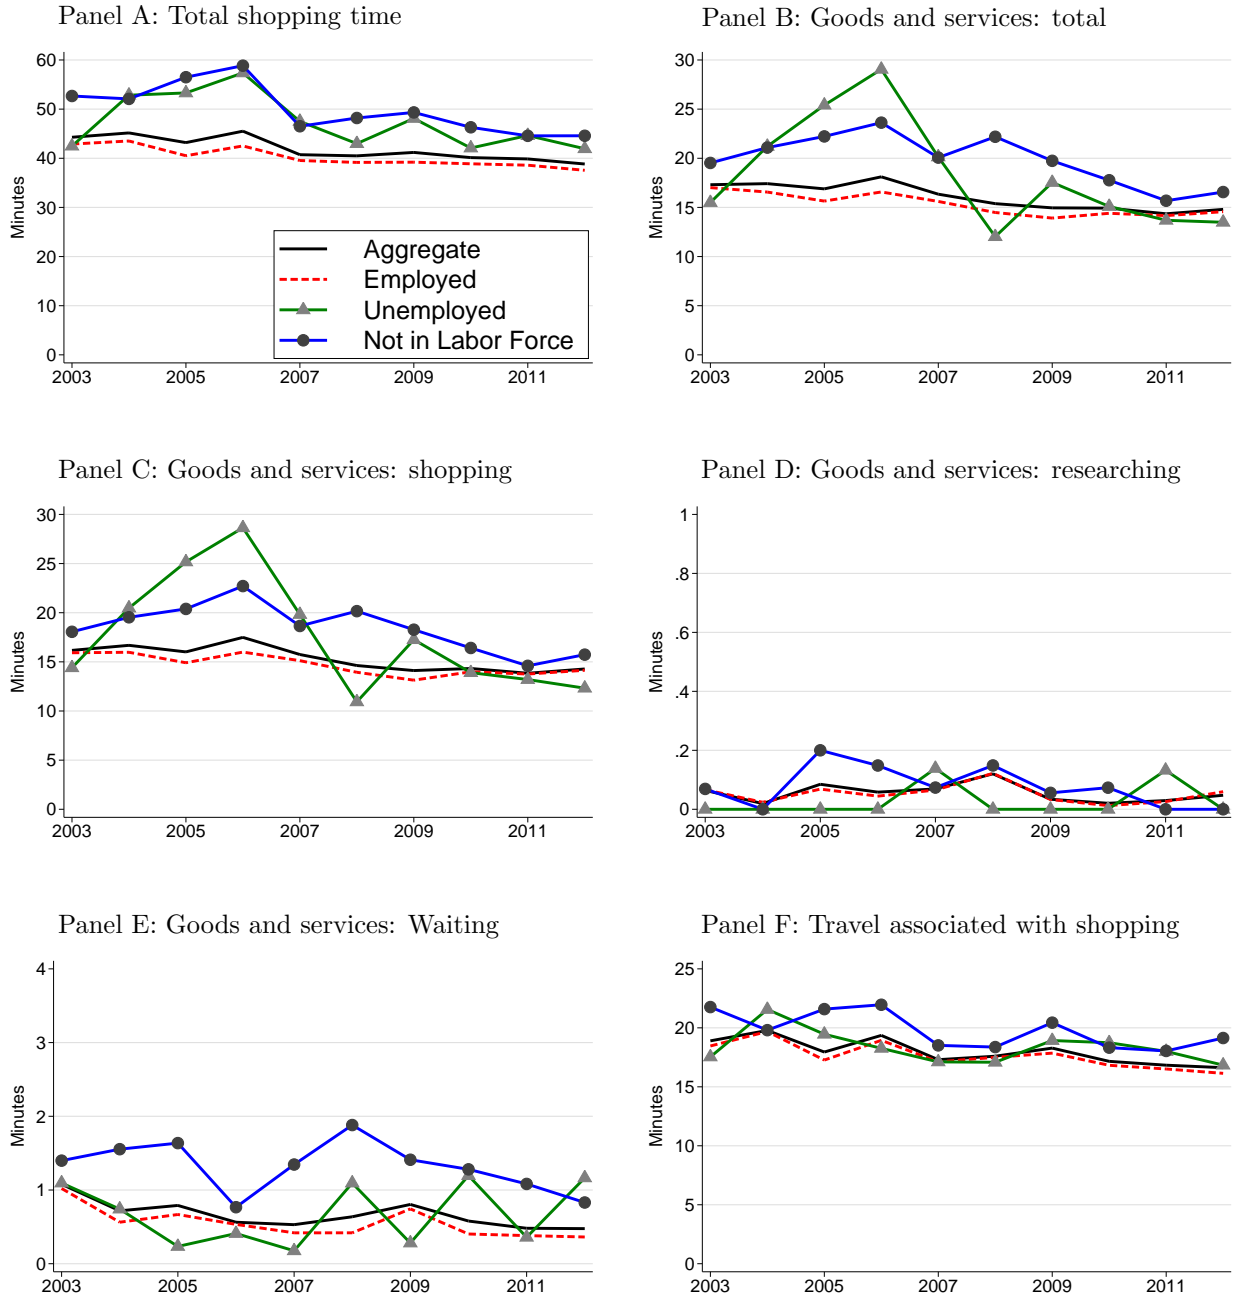 Panel A: Total shopping time
60
50
40
30
20
10
0
Minutes
2003 2005 2007 2009 2011
Aggregate
Employed
Unemployed
Not in Labor Force
Panel B: Goods and services: total
30
25
20
15
10
5
0
Minutes
2003 2005 2007 2009 2011
Panel C: Goods and services: shopping
30
25
20
15
10
5
0
Minutes
2003 2005 2007 2009 2011
Panel D: Goods and services: researching
1
.8
.6
.4
.2
0
Minutes
2003 2005 2007 2009 2011
Panel E: Goods and services: Waiting
4
3
2
1
0
Minutes
2003 2005 2007 2009 2011
Panel F: Travel associated with shopping
25
20
15
10
5
0
Minutes
2003 2005 2007 2009 2011